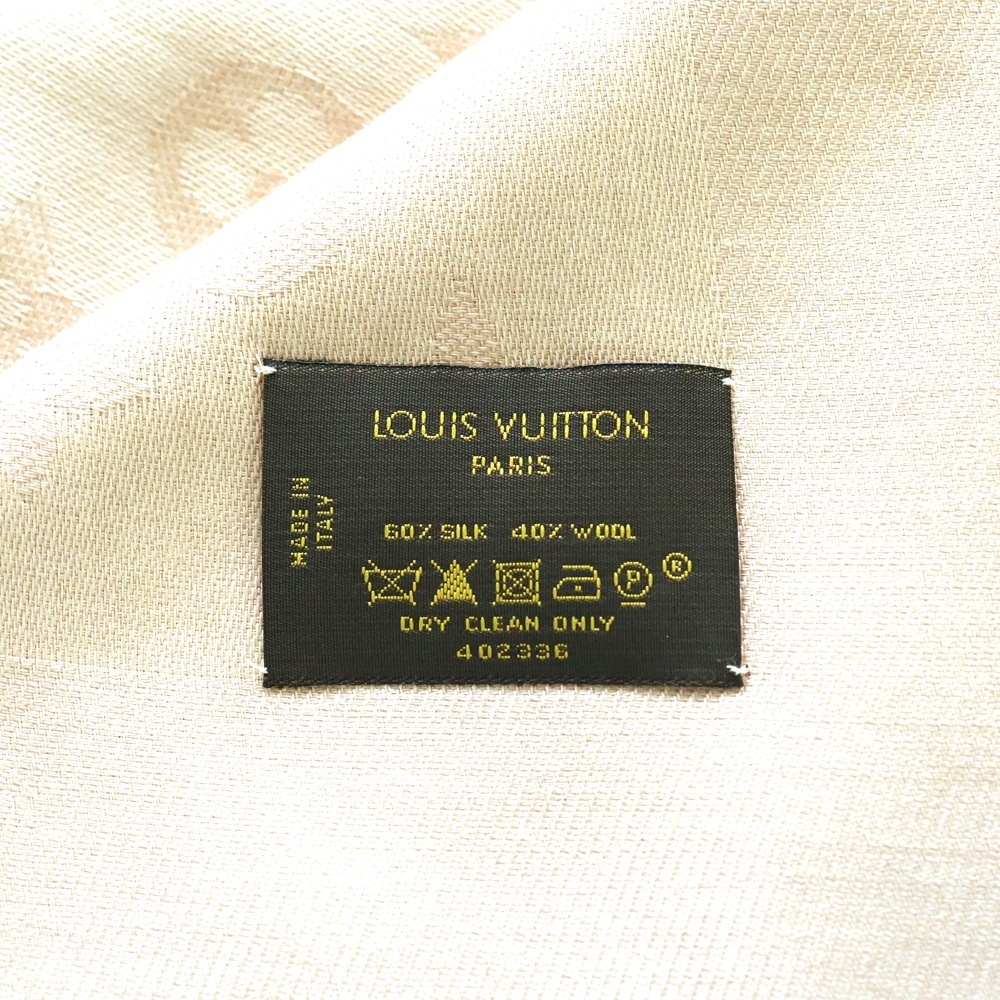 LOUIS VUITTON
PARIS
MADE IN
ITALY
60% SILK 40% WOOL
P ®
DRY CLEAN ONLY
402336